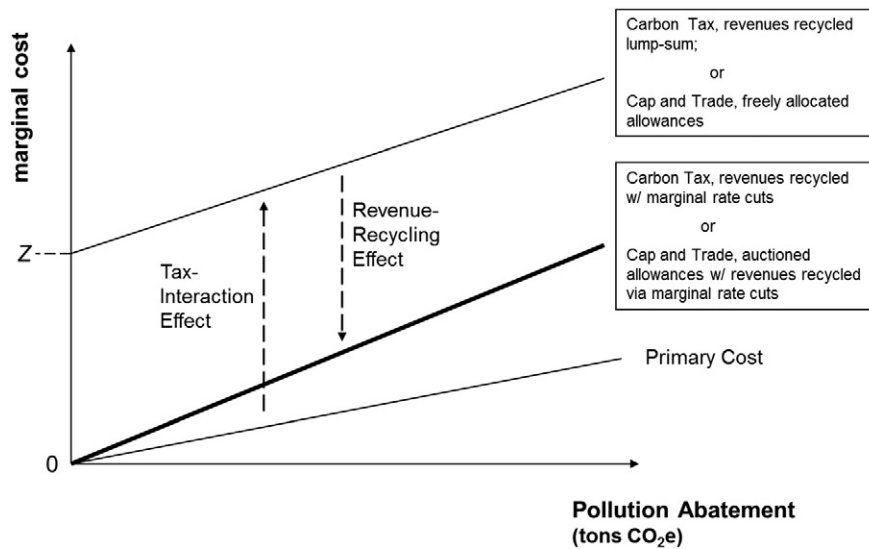 marginal cost
Carbon Tax, revenues recycled
lump-sum;
or
Cap and Trade, freely allocated
allowances
Carbon Tax, revenues recycled
w/ marginal rate cuts
or
Cap and Trade, auctioned
allowances w/ revenues recycled
via marginal rate cuts
Revenue-
Recycling
Effect
Z
Tax-
Interaction
Effect
Primary Cost
0
Pollution Abatement
(tons CO₂e)